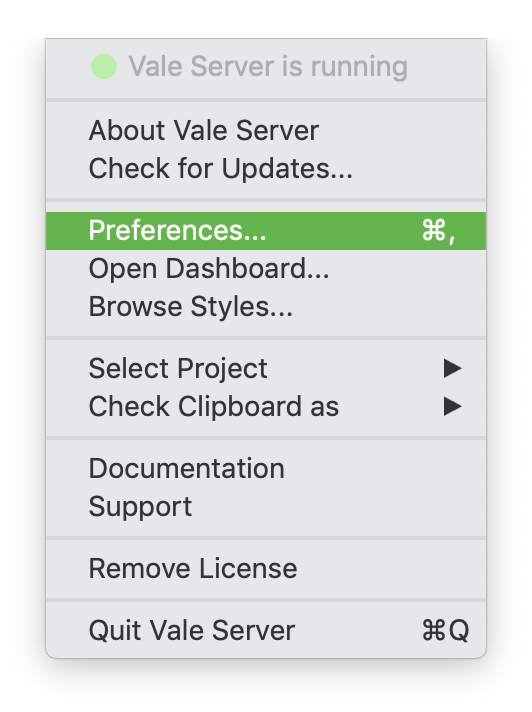 Vale Server is running
About Vale Server
Check for Updates...
Preferences... ⌘,
Open Dashboard...
Browse Styles...
Select Project ▶
Check Clipboard as ▶
Documentation
Support
Remove License
Quit Vale Server ⌘Q